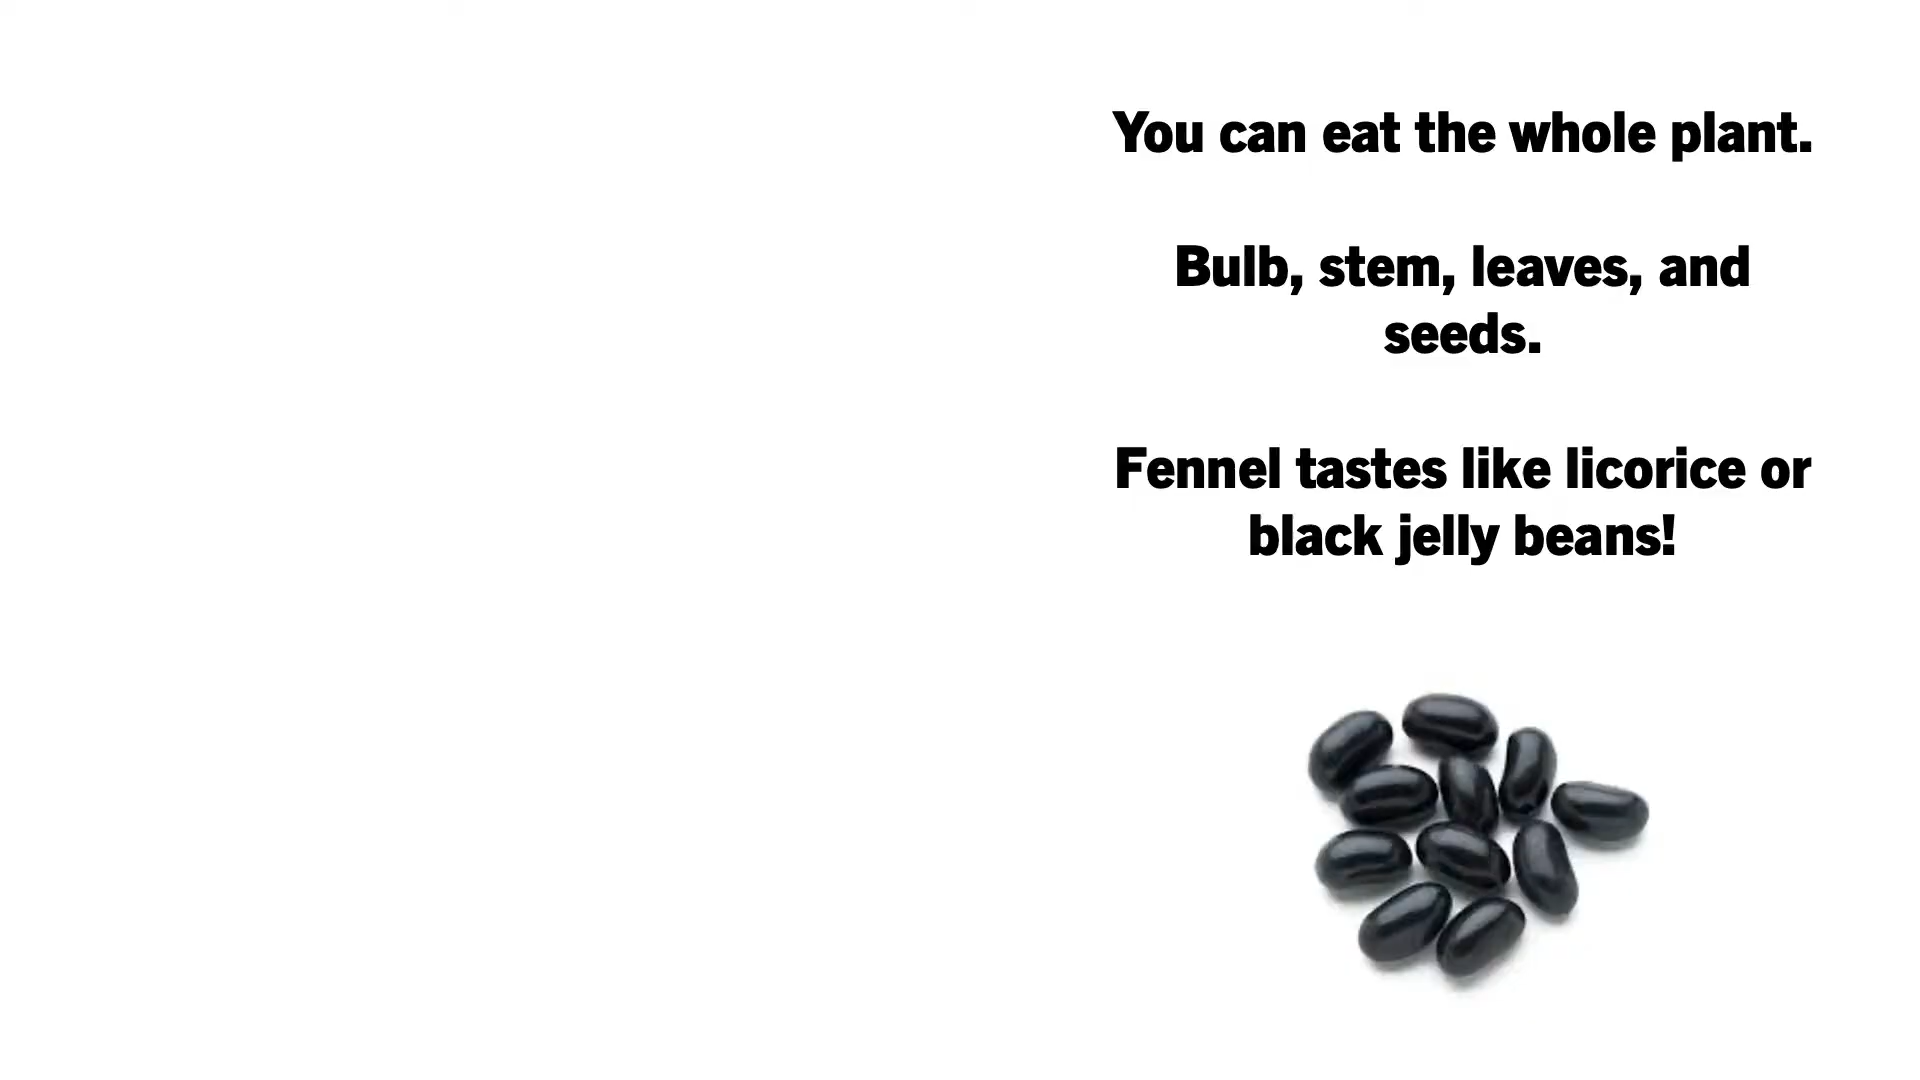 You can eat the whole plant.
Bulb, stem, leaves, and
seeds.
Fennel tastes like licorice or
black jelly beans!